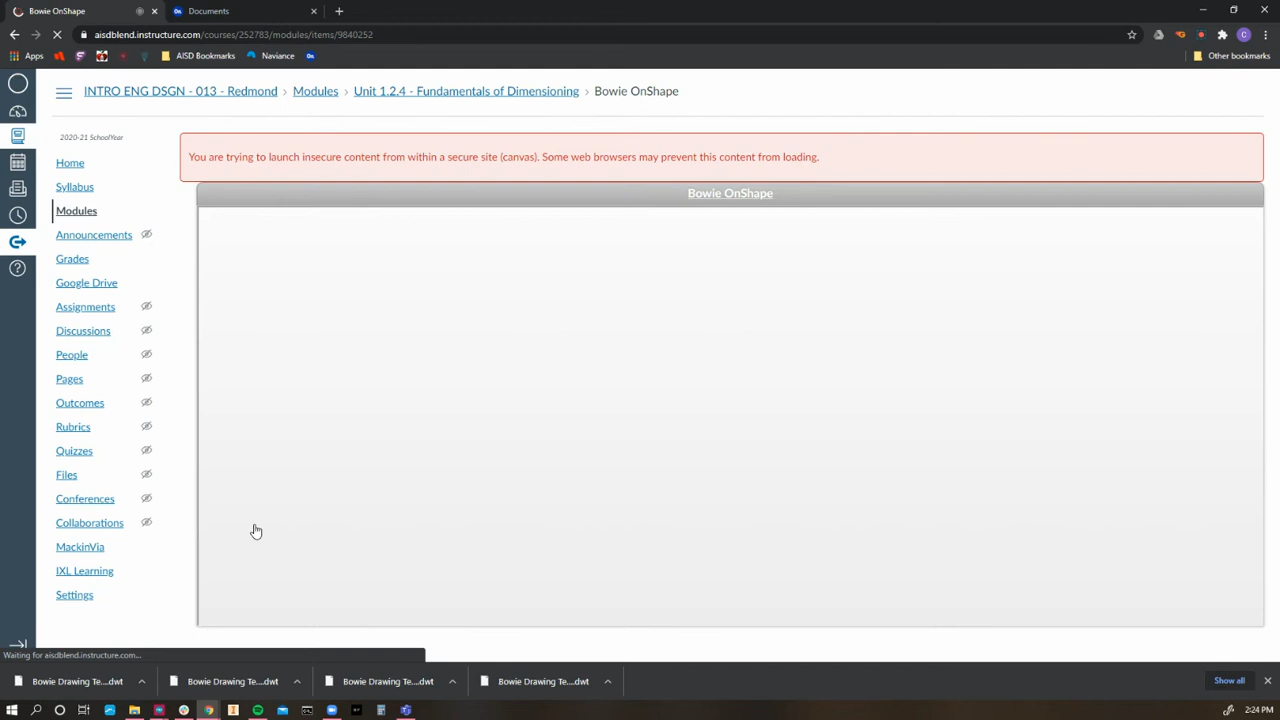 Bowie OnShape
Documents
aisdblend.instructure.com/courses/252783/modules/items/9840252
Apps
AISD Bookmarks
Naviance
Other bookmarks
INTRO ENG DSGN - 013 - Redmond
Modules
Unit 1.2.4 - Fundamentals of Dimensioning
Bowie OnShape
2020-21 SchoolYear
Home
Syllabus
Modules
Announcements
Grades
Google Drive
Assignments
Discussions
People
Pages
Outcomes
Rubrics
Quizzes
Files
Conferences
Collaborations
MackinVia
IXL Learning
Settings
You are trying to launch insecure content from within a secure site (canvas). Some web browsers may prevent this content from loading.
Bowie OnShape
Waiting for aisdblend.instructure.com...
Bowie Drawing Te....dwt
Bowie Drawing Te....dwt
Bowie Drawing Te....dwt
Bowie Drawing Te....dwt
Show all
2:24 PM